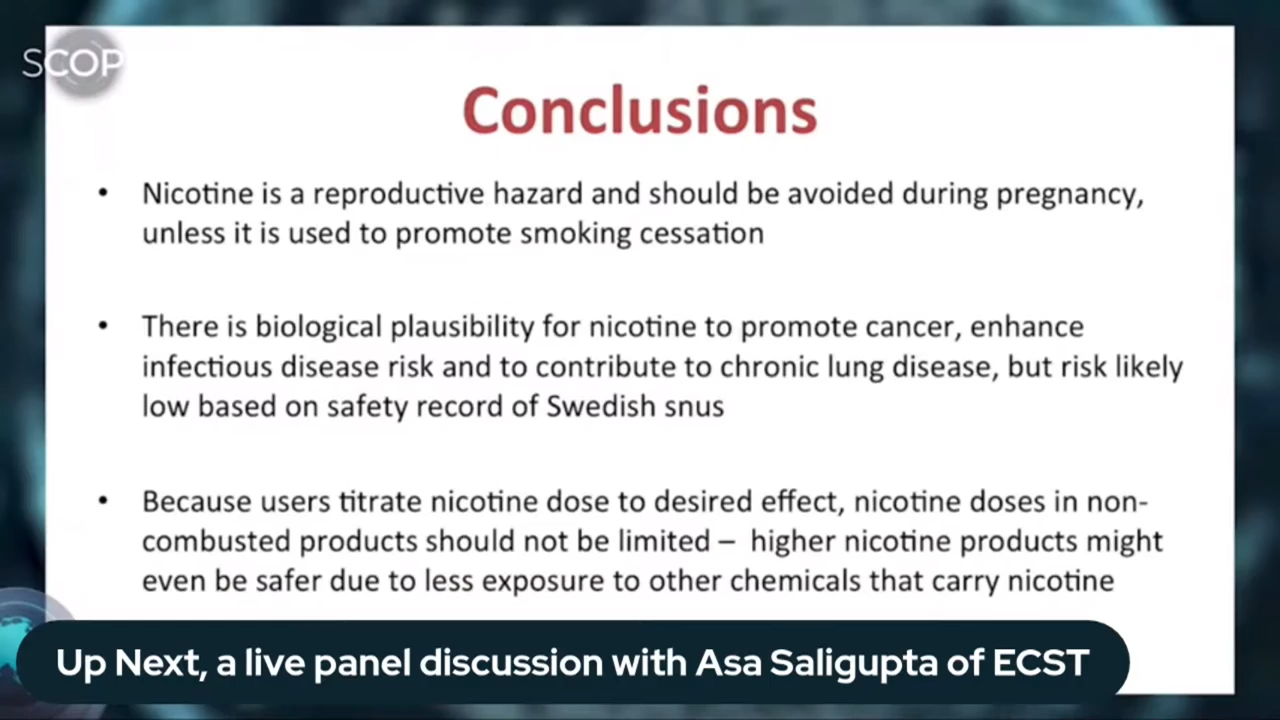 SCOP
Conclusions
• Nicotine is a reproductive hazard and should be avoided during pregnancy,
unless it is used to promote smoking cessation
• There is biological plausibility for nicotine to promote cancer, enhance
infectious disease risk and to contribute to chronic lung disease, but risk likely
low based on safety record of Swedish snus
• Because users titrate nicotine dose to desired effect, nicotine doses in non-
combusted products should not be limited – higher nicotine products might
even be safer due to less exposure to other chemicals that carry nicotine
Up Next, a live panel discussion with Asa Saligupta of ECST